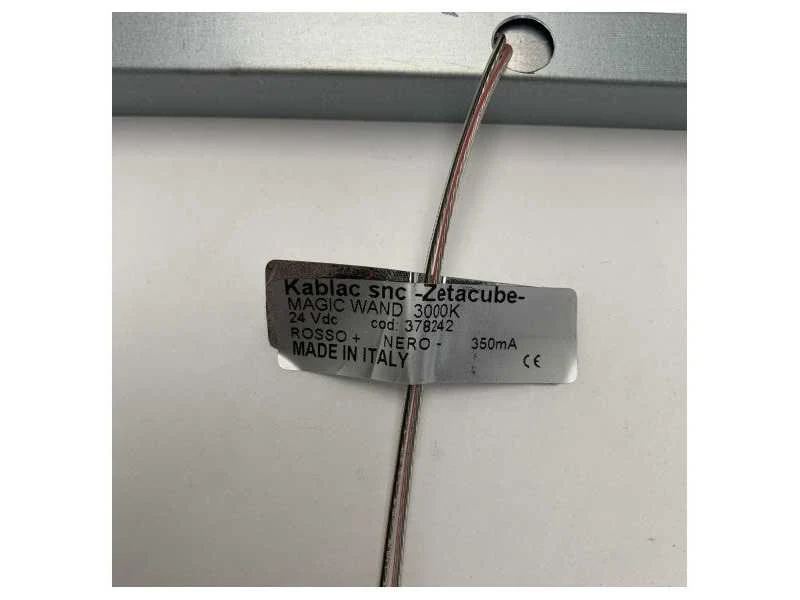 Kablac snc -Zetacube-
MAGIC WAND 3000K
24 Vdc cod: 378242
ROSSO + NERO - 350mA
MADE IN ITALY CE